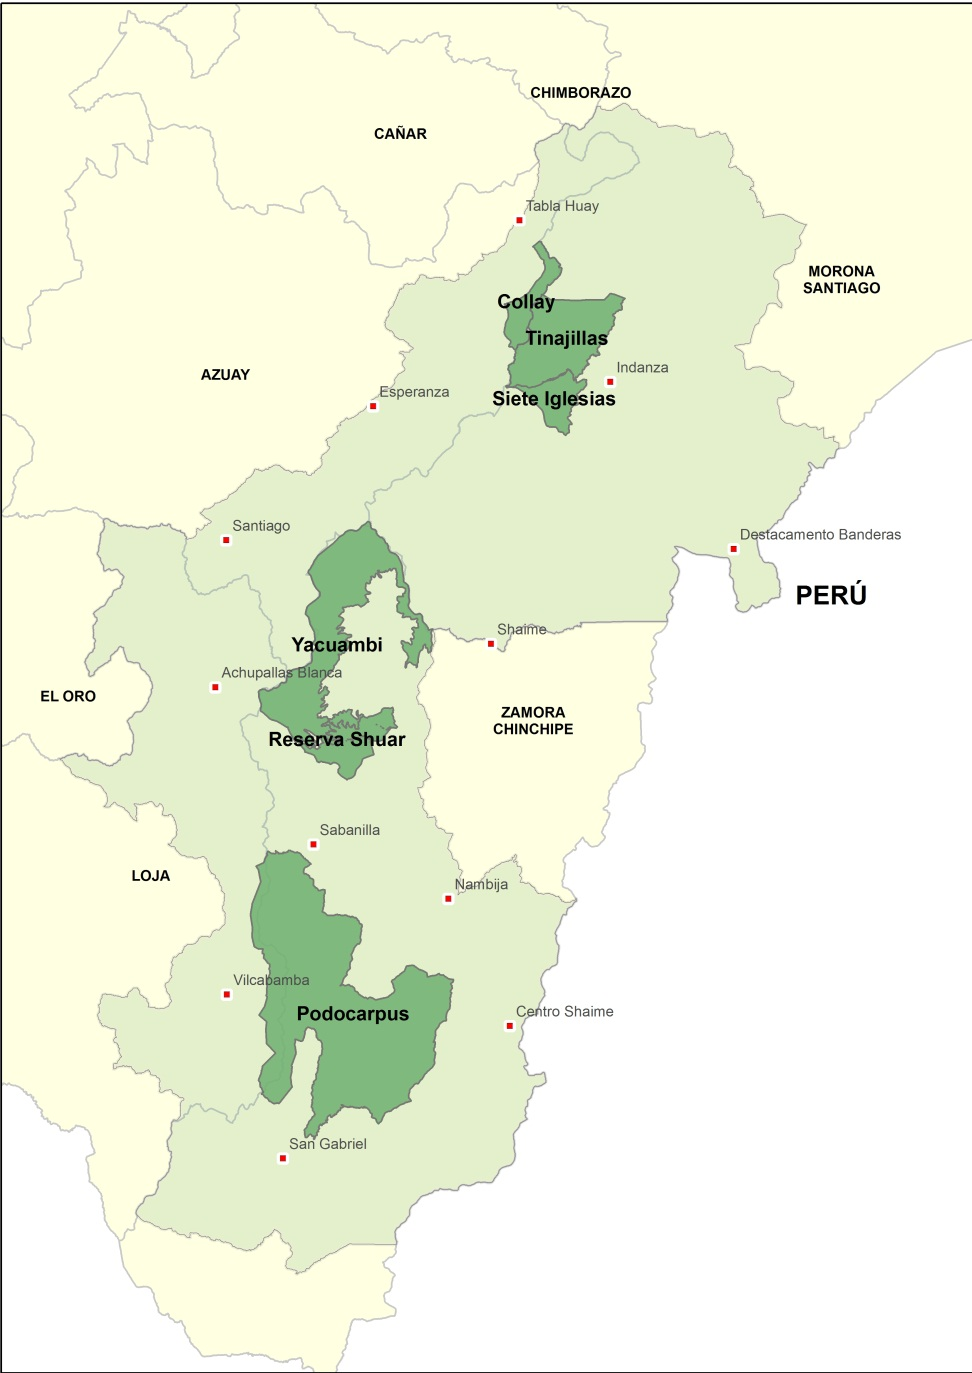 CHIMBORAZO
CAÑAR
Tabla Huay
MORONA
SANTIAGO
Collay
Tinajillas
Indanza
AZUAY
Esperanza
Siete Iglesias
Santiago
Destacamento Banderas
PERÚ
Shaime
Yacuambi
Achupallas Blanca
EL ORO
ZAMORA
CHINCHIPE
Reserva Shuar
Sabanilla
LOJA
Nambija
Vilcabamba
Podocarpus
Centro Shaime
San Gabriel